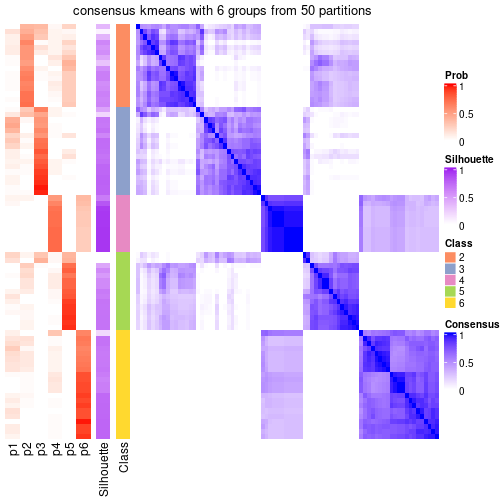 consensus kmeans with 6 groups from 50 partitions
Prob
1
0.5
0
Silhouette
1
0.5
0
Class
2
3
4
5
6
Consensus
1
0.5
0
p1
p2
p3
p4
p5
p6
Silhouette
Class